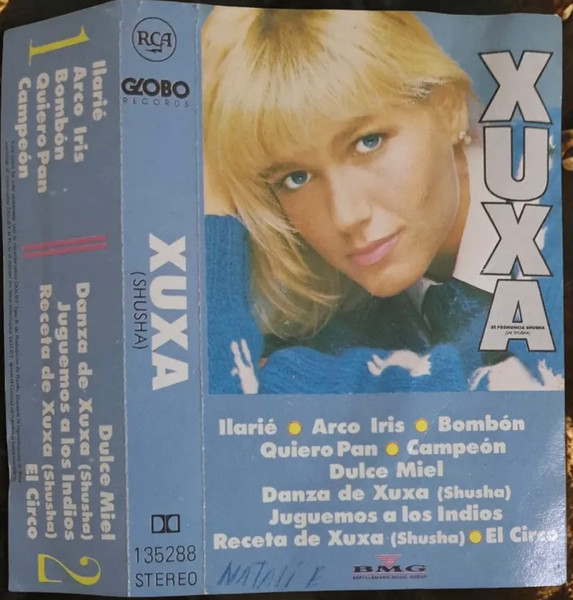 1
Ilarié
Arco Iris
Bombón
Quiero Pan
Campeón
2
Dulce Miel
Danza de Xuxa (Shusha)
Juguemos a los Indios
Receta de Xuxa (Shusha)
El Circo
RCA
GLOBO
RECORDS
XUXA
(SHUSHA)
135288
STEREO
XUXA
SE PRONUNCIA SHUSHA
Ilarié • Arco Iris • Bombón
Quiero Pan • Campeón
Dulce Miel
Danza de Xuxa (Shusha)
Juguemos a los Indios
Receta de Xuxa (Shusha) • El Circo
BMG
BERTELSMANN MUSIC GROUP